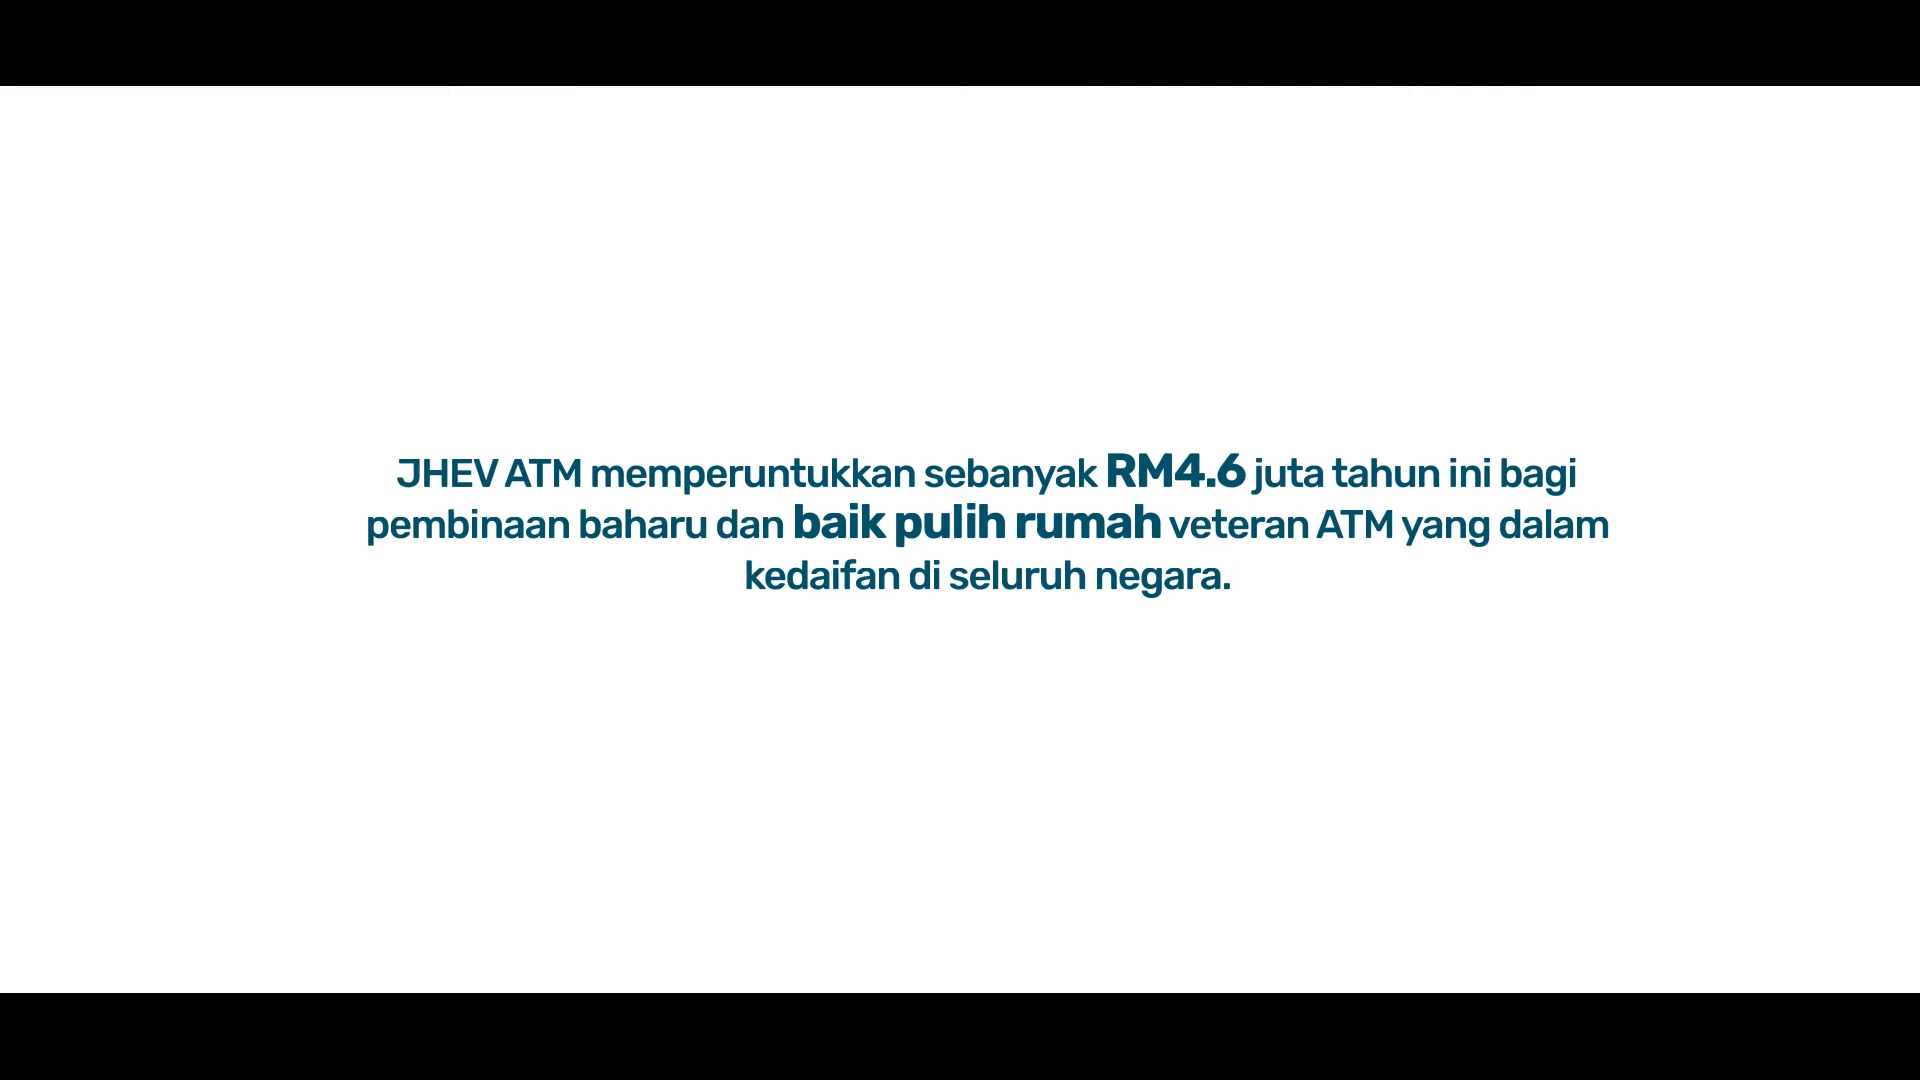 JHEV ATM memperuntukkan sebanyak RM4.6 juta tahun ini bagi
pembinaan baharu dan baik pulih rumah veteran ATM yang dalam
kedaifan di seluruh negara.